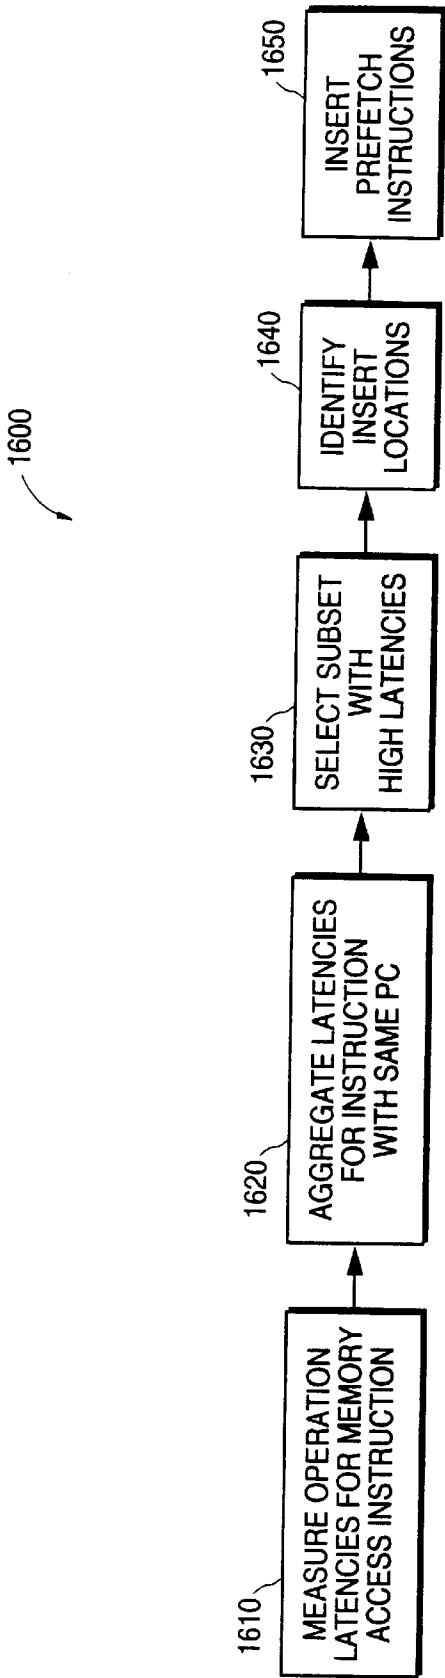 1600
1610
MEASURE OPERATION
LATENCIES FOR MEMORY
ACCESS INSTRUCTION
1620
AGGREGATE LATENCIES
FOR INSTRUCTION
WITH SAME PC
1630
SELECT SUBSET
WITH
HIGH LATENCIES
1640
IDENTIFY
INSERT
LOCATIONS
1650
INSERT
PREFETCH
INSTRUCTIONS